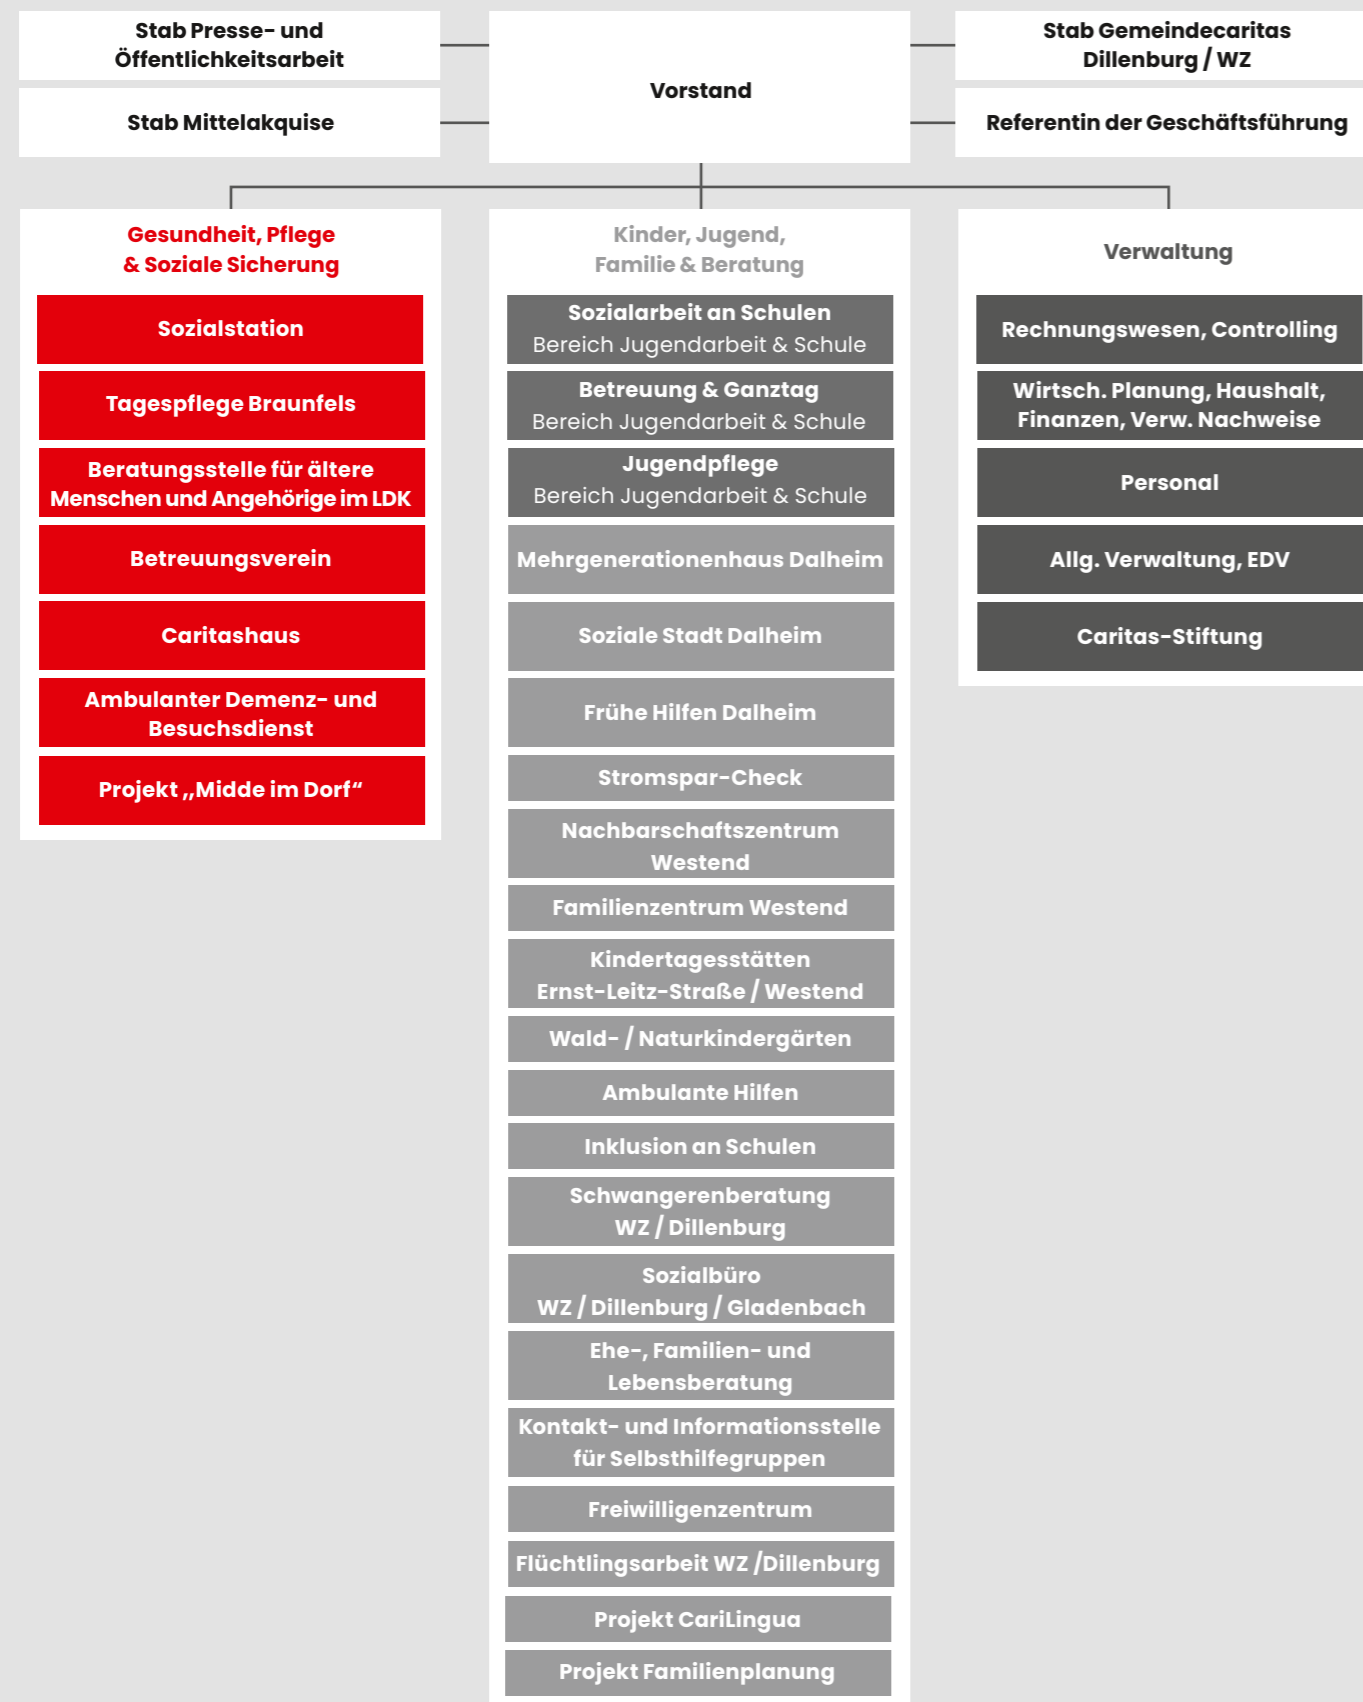 Stab Presse- und
Öffentlichkeitsarbeit
Stab Mittelakquise
Vorstand
Stab Gemeindecaritas
Dillenburg / WZ
Referentin der Geschäftsführung
Gesundheit, Pflege
& Soziale Sicherung
Sozialstation
Tagespflege Braunfels
Beratungsstelle für ältere
Menschen und Angehörige im LDK
Betreuungsverein
Caritashaus
Ambulanter Demenz- und
Besuchsdienst
Projekt ,,Midde im Dorf“
Kinder, Jugend,
Familie & Beratung
Sozialarbeit an Schulen
Bereich Jugendarbeit & Schule
Betreuung & Ganztag
Bereich Jugendarbeit & Schule
Jugendpflege
Bereich Jugendarbeit & Schule
Mehrgenerationenhaus Dalheim
Soziale Stadt Dalheim
Frühe Hilfen Dalheim
Stromspar-Check
Nachbarschaftszentrum
Westend
Familienzentrum Westend
Kindertagesstätten
Ernst-Leitz-Straße / Westend
Wald- / Naturkindergärten
Ambulante Hilfen
Inklusion an Schulen
Schwangerenberatung
WZ / Dillenburg
Sozialbüro
WZ / Dillenburg / Gladenbach
Ehe-, Familien- und
Lebensberatung
Kontakt- und Informationsstelle
für Selbsthilfegruppen
Freiwilligenzentrum
Flüchtlingsarbeit WZ /Dillenburg
Projekt CariLingua
Projekt Familienplanung
Verwaltung
Rechnungswesen, Controlling
Wirtsch. Planung, Haushalt,
Finanzen, Verw. Nachweise
Personal
Allg. Verwaltung, EDV
Caritas-Stiftung